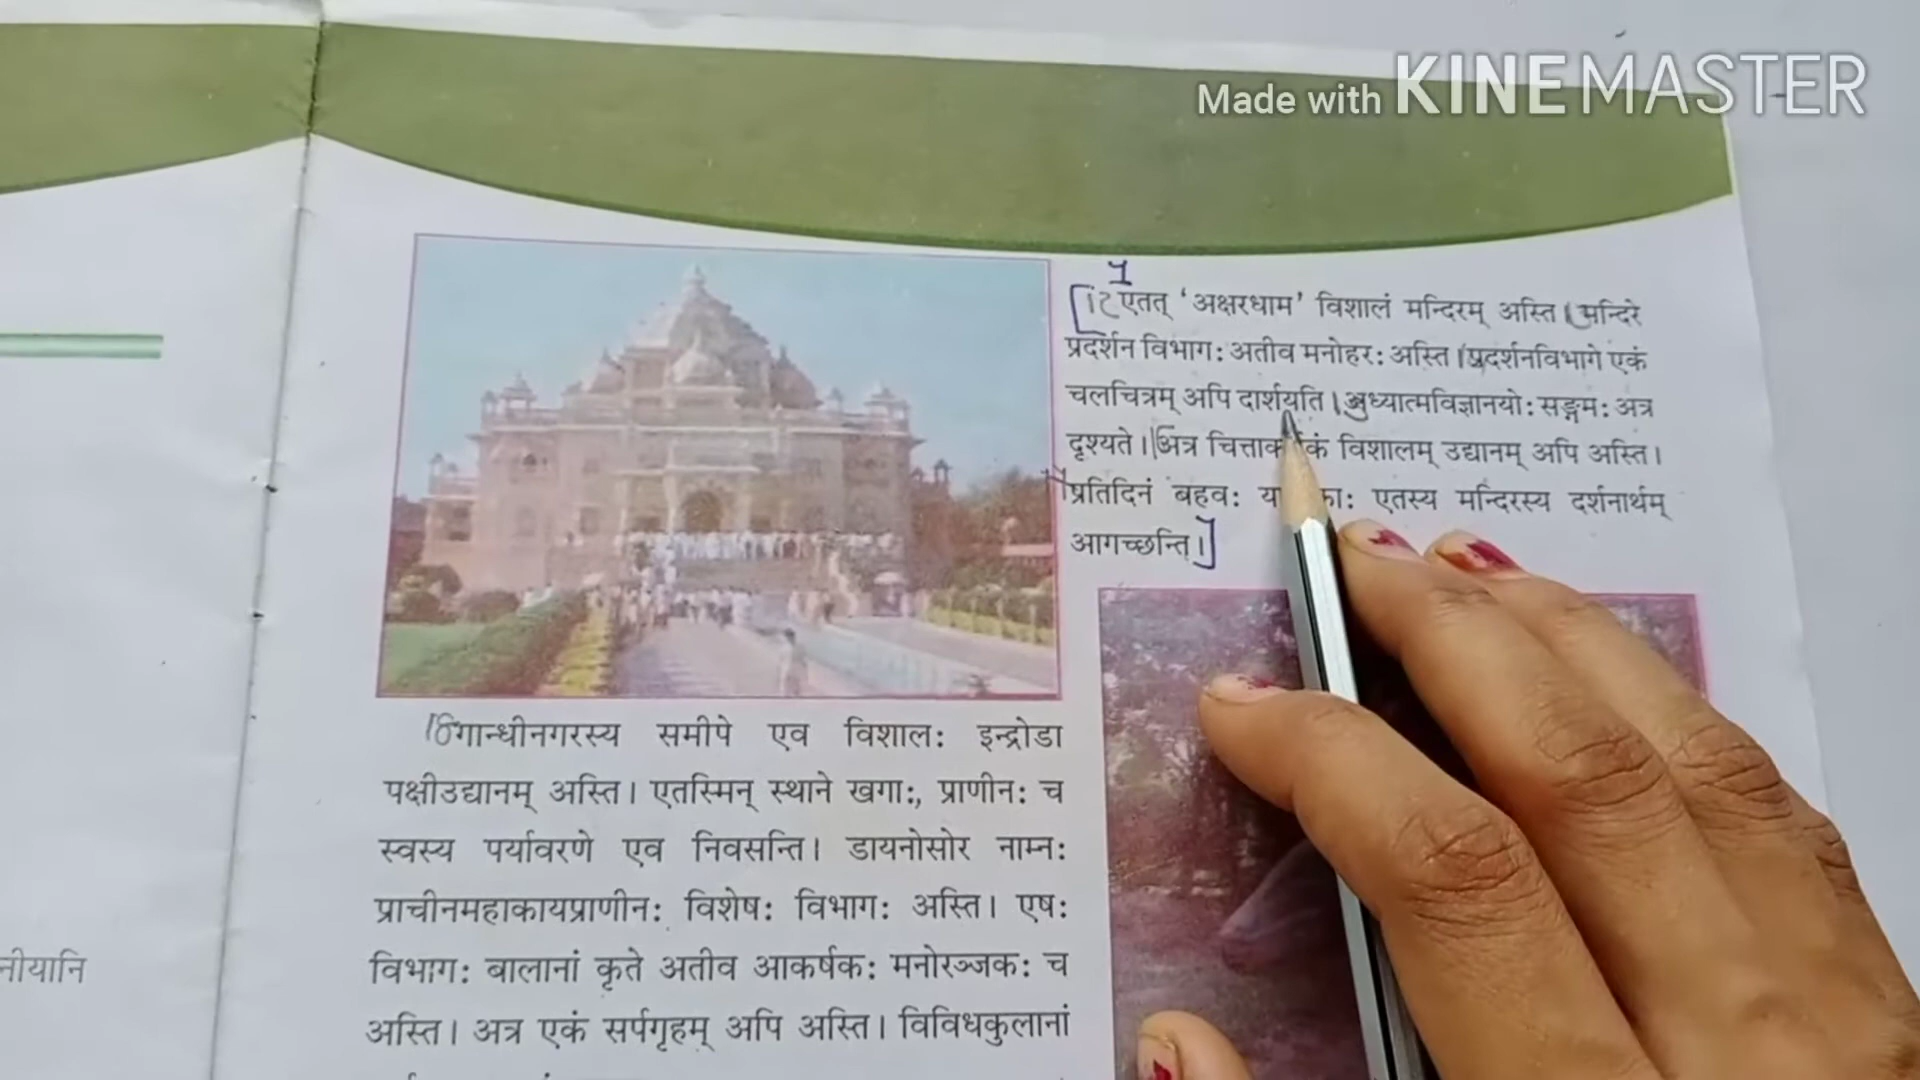 Made with KINEMASTER
एतत् ‘अक्षरधाम’ विशालं मन्दिरम् अस्ति। मन्दिरे
प्रदर्शन विभाग: अतीव मनोहर: अस्ति। प्रदर्शनविभागे एकं
चलचित्रम् अपि दार्शयति। अध्यात्मविज्ञानयो: सङ्गम: अत्र
दृश्यते। अत्र विशालम् उद्यानम् अपि अस्ति।
प्रतिदिनं बहव: एतस्य मन्दिरस्य दर्शनार्थम्
आगच्छन्ति।
गान्धीनगरस्य समीपे एव विशाल: इन्द्रोडा
पक्षीउद्यानम् अस्ति। एतस्मिन् स्थाने खगा:, प्राणीन: च
स्वस्य पर्यावरणे एव निवसन्ति। डायनोसोर नाम्न:
प्राचीनमहाकायप्राणीन: विशेष: विभाग: अस्ति। एष:
विभाग: बालानां कृते अतीव आकर्षक: मनोरञ्जक: च
अस्ति। अत्र एकं सर्पगृहम् अपि अस्ति। विविधकुलानां
नीयानि